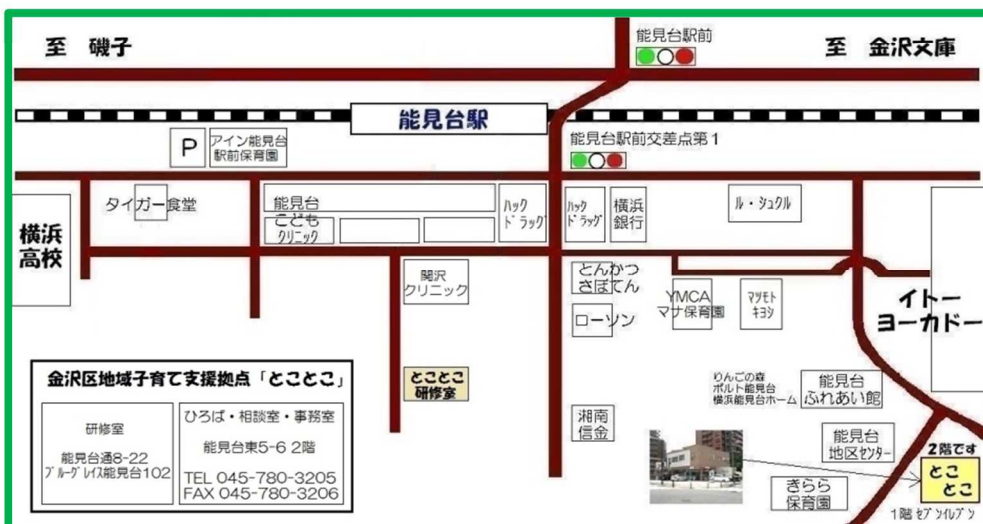 至 磯子
能見台駅前
至 金沢文庫
能見台駅
能見台駅前交差点第1
P
アイン能見台
駅前保育園
横浜
高校
タイガー食堂
能見台
こども
クリニック
ハック
ドラッグ
ハック
ドラッグ
横浜
銀行
ル・シュクル
関沢
クリニック
とんかつ
さぼてん
ローソン
YMCA
マナ保育園
マツモト
キヨシ
イトー
ヨーカドー
とことこ
研修室
湘南
信金
りんごの森
ポルト能見台
横浜能見台ホーム
能見台
ふれあい館
能見台
地区センター
きらら
保育園
2階です
とこ
とこ
1階 セブンイレブン
金沢区地域子育て支援拠点「とことこ」
研修室
能見台通8-22
ブルーグレイス能見台102
ひろば・相談室・事務室
能見台東5-6 2階
TEL 045-780-3205
FAX 045-780-3206